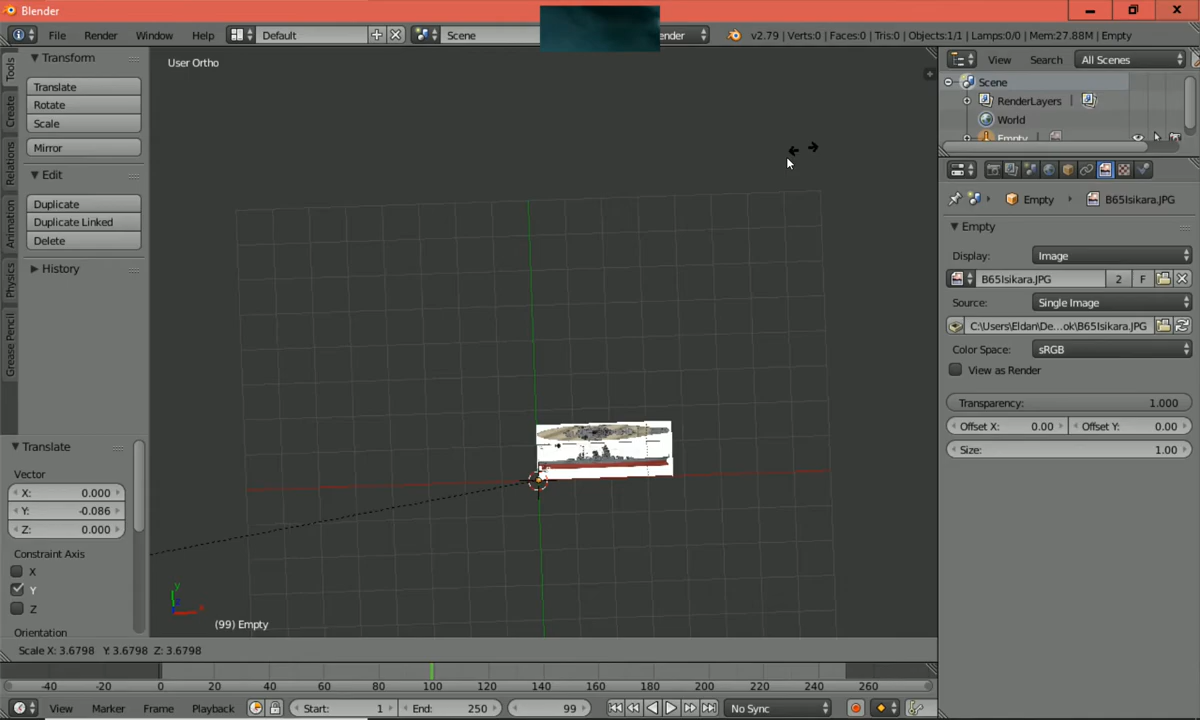 Blender
File Render Window Help Default Scene ender v2.79 | Verts:0 | Faces:0 | Tris:0 | Objects:1/1 | Lamps:0/0 | Mem:27.88M | Empty
Tools
Create
Relations
Animation
Physics
Grease Pencil
Transform
Translate
Rotate
Scale
Mirror
Edit
Duplicate
Duplicate Linked
Delete
History
Translate
Vector
X: 0.000
Y: -0.086
Z: 0.000
Constraint Axis
X
Y
Z
Orientation
User Ortho
y
x
(99) Empty
Scale X: 3.6798 Y: 3.6798 Z: 3.6798
View Search All Scenes
Scene
RenderLayers |
World
Empty
Empty B65Isikara.JPG
Empty
Display: Image
B65Isikara.JPG 2 F
Source: Single Image
C:\Users\Eldan\De...ok\B65Isikara.JPG
Color Space: sRGB
View as Render
Transparency: 1.000
Offset X: 0.00 Offset Y: 0.00
Size: 1.00
-40 -20 0 20 40 60 80 100 120 140 160 180 200 220 240 260
View Marker Frame Playback Start: 1 End: 250 99 No Sync